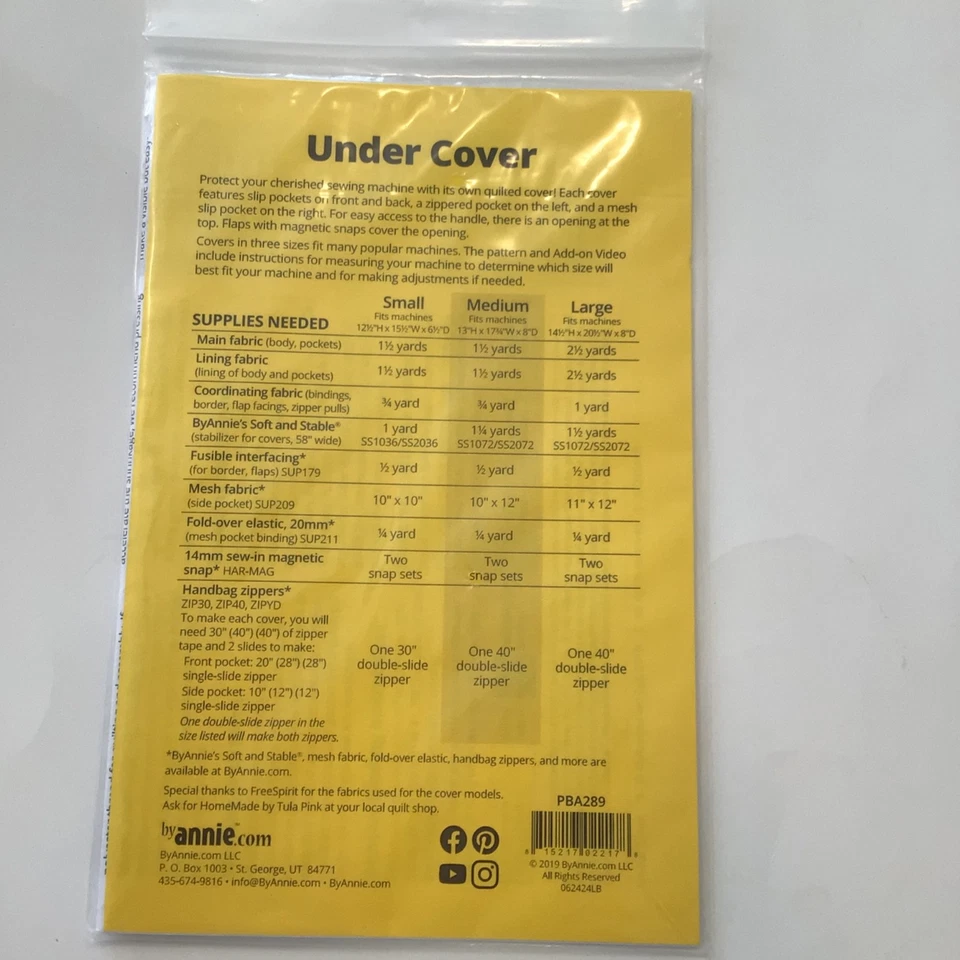 Under Cover
Protect your cherished sewing machine with its own quilted cover! Each cover
features slip pockets on front and back, a zippered pocket on the left, and a mesh
slip pocket on the right. For easy access to the handle, there is an opening at the
top. Flaps with magnetic snaps cover the opening.
Covers in three sizes fit many popular machines. The pattern and Add-on Video
include instructions for measuring your machine to determine which size will
best fit your machine and for making adjustments if needed.
SUPPLIES NEEDED
Small
Fits machines
12½"H x 15½"W x 6½"D
Medium
Fits machines
13"H x 17¾"W x 8"D
Large
Fits machines
14½"H x 20½"W x 8"D
Main fabric (body, pockets) 1½ yards 1½ yards 2½ yards
Lining fabric
(lining of body and pockets) 1½ yards 1½ yards 2½ yards
Coordinating fabric (bindings,
border, flap facings, zipper pulls) ¾ yard ¾ yard 1 yard
ByAnnie's Soft and Stable® 1 yard 1¼ yards 1½ yards
(stabilizer for covers, 58" wide) SS1036/SS2036 SS1072/SS2072 SS1072/SS2072
Fusible interfacing*
(for border, flaps) SUP179 ½ yard ½ yard ½ yard
Mesh fabric*
(side pocket) SUP209 10" x 10" 10" x 12" 11" x 12"
Fold-over elastic, 20mm*
(mesh pocket binding) SUP211 ¼ yard ¼ yard ¼ yard
14mm sew-in magnetic Two Two Two
snap* HAR-MAG snap sets snap sets snap sets
Handbag zippers*
ZIP30, ZIP40, ZIPYD
To make each cover, you will
need 30" (40") (40") of zipper
tape and 2 slides to make:
Front pocket: 20" (28") (28")
single-slide zipper
Side pocket: 10" (12") (12")
single-slide zipper
One double-slide zipper in the
size listed will make both zippers.
One 30"
double-slide
zipper
One 40"
double-slide
zipper
One 40"
double-slide
zipper
*ByAnnie's Soft and Stable®, mesh fabric, fold-over elastic, handbag zippers, and more are
available at ByAnnie.com.
Special thanks to FreeSpirit for the fabrics used for the cover models.
Ask for HomeMade by Tula Pink at your local quilt shop.
byannie.com™
ByAnnie.com LLC
P. O. Box 1003 • St. George, UT 84771
435-674-9816 • info@ByAnnie.com • ByAnnie.com
PBA289
15217 02217
© 2019 ByAnnie.com LLC
All Rights Reserved
062424LB
we recommend pressing